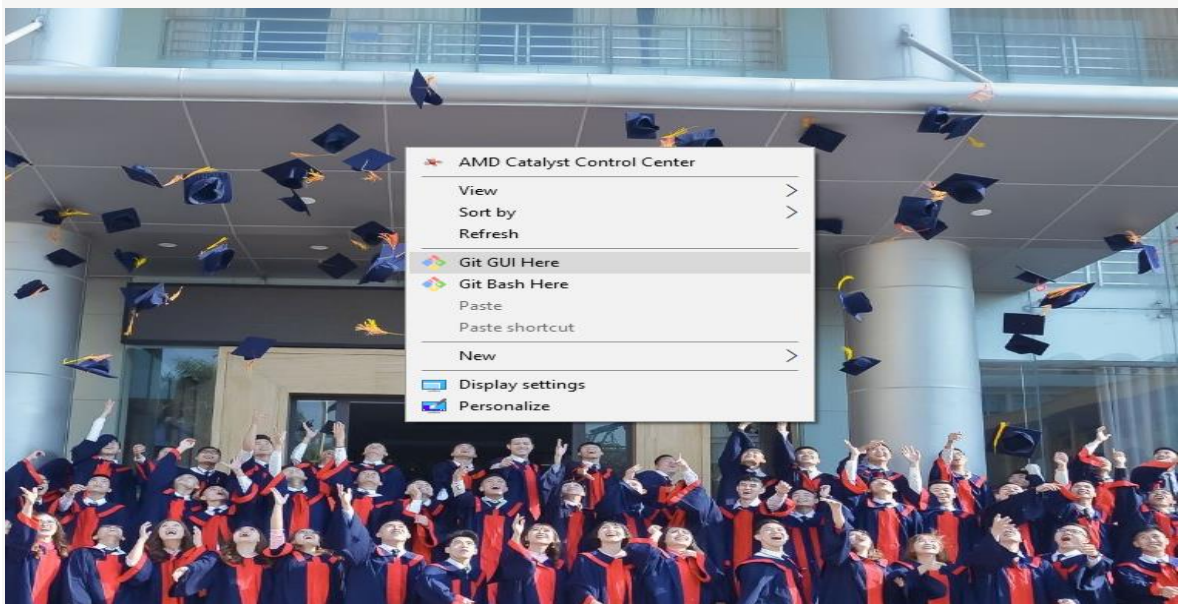 AMD Catalyst Control Center
View
Sort by
Refresh
Git GUI Here
Git Bash Here
Paste
Paste shortcut
New
Display settings
Personalize